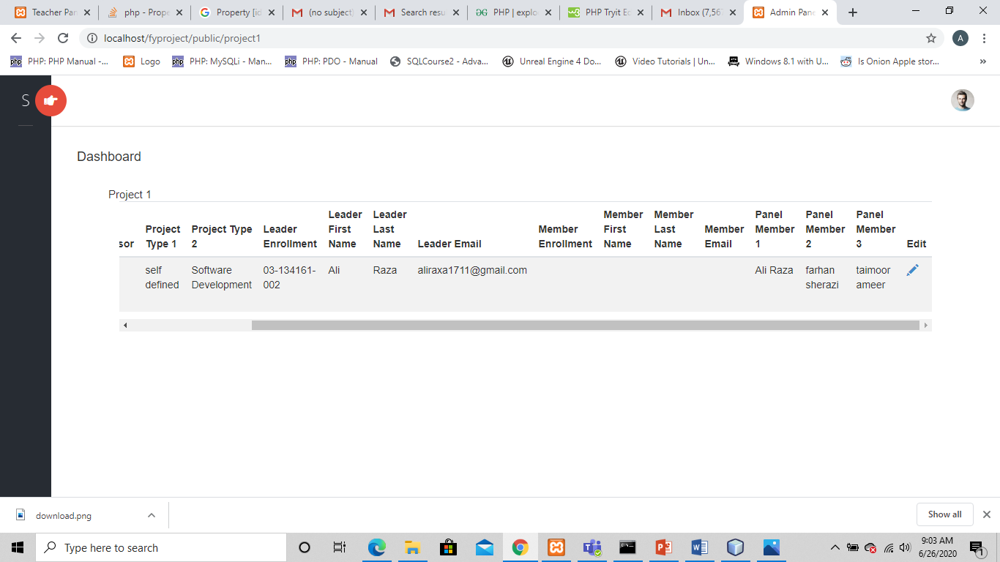 Teacher Par
php - Prope
Property [id
(no subject)
Search resu
PHP | explo
PHP Tryit Ed
Inbox (7,567
Admin Pane
localhost/fyproject/public/project1
A
PHP: PHP Manual -...
Logo
PHP: MySQLi - Man...
PHP: PDO - Manual
SQLCourse2 - Adva...
Unreal Engine 4 Do...
Video Tutorials | Un...
Windows 8.1 with U...
Is Onion Apple stor...
»
S
Dashboard
Project 1
sor
Project
Type 1
Project Type
2
Leader
Enrollment
Leader
First
Name
Leader
Last
Name
Leader Email
Member
Enrollment
Member
First
Name
Member
Last
Name
Member
Email
Panel
Member
1
Panel
Member
2
Panel
Member
3
Edit
self
defined
Software
Development
03-134161-
002
Ali
Raza
aliraxa1711@gmail.com
Ali Raza
farhan
sherazi
taimoor
ameer
download.png
Show all
Type here to search
9:03 AM
6/26/2020
1